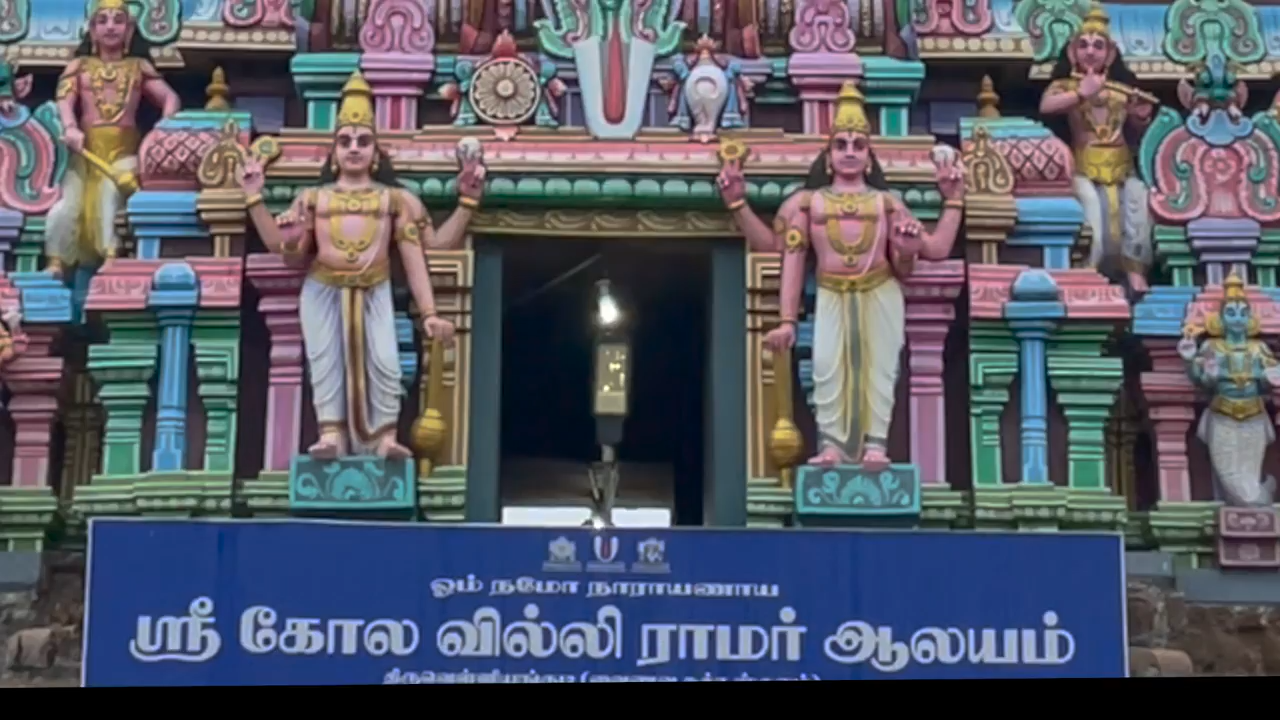 ஓம் நமோ நாராயணாய
ஸ்ரீ கோல வில்லி ராமர் ஆலயம்